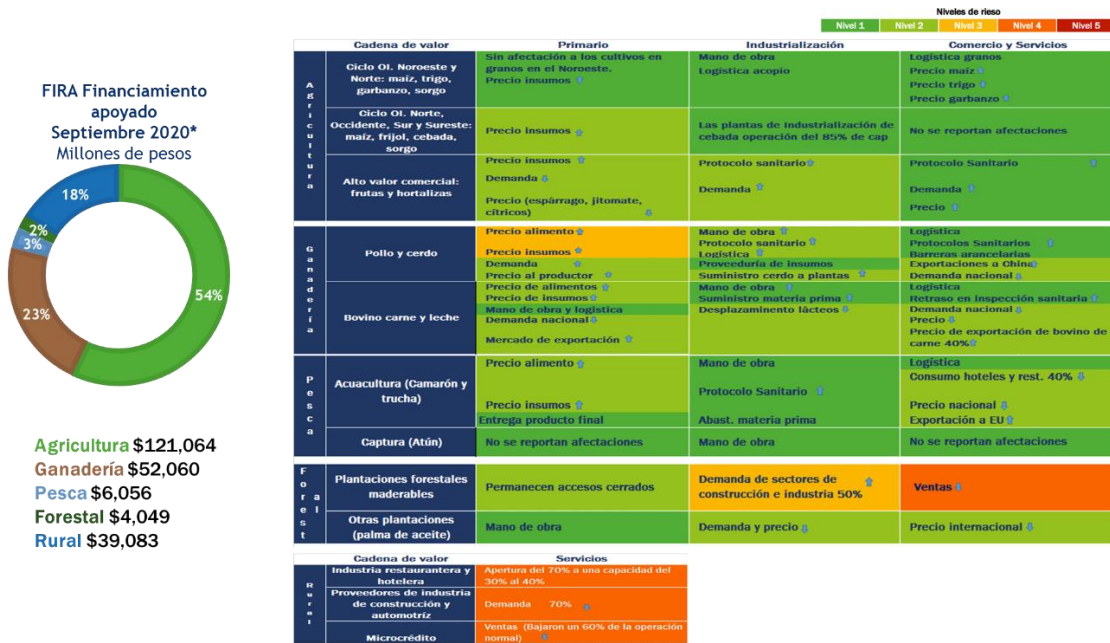 Niveles de rieso
Nivel 1 Nivel 2 Nivel 3 Nivel 4 Nivel 5
FIRA Financiamiento
apoyado
Septiembre 2020*
Millones de pesos
18%
2%
3%
23%
54%
Agricultura $121,064
Ganadería $52,060
Pesca $6,056
Forestal $4,049
Rural $39,083
Cadena de valor Primario Industrialización Comercio y Servicios
Agricultura
Ciclo OI. Noroeste y
Norte: maíz, trigo,
garbanzo, sorgo
Sin afectación a los cultivos en
granos en el Noroeste.
Precio insumos
Mano de obra
Logística acopio
Logística granos
Precio maíz
Precio trigo
Precio garbanzo
Ciclo OI. Norte,
Occidente, Sur y Sureste:
maíz, frijol, cebada,
sorgo
Precio insumos
Las plantas de industrialización de
cebada operación del 85% de cap
No se reportan afectaciones
Alto valor comercial:
frutas y hortalizas
Precio insumos
Demanda
Precio (espárrago, jitomate,
cítricos)
Protocolo sanitario
Demanda
Protocolo Sanitario
Demanda
Precio
Ganadería
Pollo y cerdo
Precio alimento
Precio insumos
Demanda
Precio al productor
Mano de obra
Protocolo sanitario
Logística
Proveeduría de insumos
Suministro cerdo a plantas
Logística
Protocolos Sanitarios
Barreras arancelarias
Exportaciones a China
Demanda nacional
Bovino carne y leche
Precio de alimentos
Precio de insumos
Mano de obra y logística
Demanda nacional
Mercado de exportación
Mano de obra
Suministro materia prima
Desplazamiento lácteos
Logística
Retraso en inspección sanitaria
Demanda nacional
Precio
Precio de exportación de bovino de
carne 40%
Pesca
Acuacultura (Camarón y
trucha)
Precio alimento
Precio insumos
Entrega producto final
Mano de obra
Protocolo Sanitario
Abast. materia prima
Logística
Consumo hoteles y rest. 40%
Precio nacional
Exportación a EU
Captura (Atún)
No se reportan afectaciones
Mano de obra
No se reportan afectaciones
Forestal
Plantaciones forestales
maderables
Permanecen accesos cerrados
Demanda de sectores de
construcción e industria 50%
Ventas
Otras plantaciones
(palma de aceite)
Mano de obra
Demanda y precio
Precio internacional
Cadena de valor Servicios
Rural
Industria restaurantera y
hotelera
Apertura del 70% a una capacidad del
30% al 40%
Proveedores de industria
de construcción y
automotríz
Demanda 70%
Microcrédito
Ventas (Bajaron un 60% de la operación
normal)